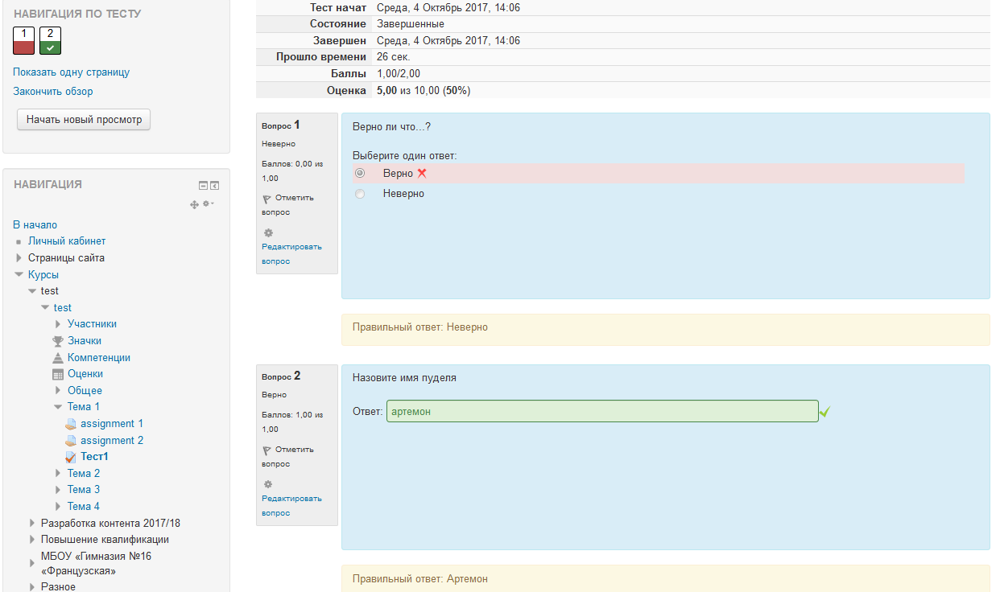 НАВИГАЦИЯ ПО ТЕСТУ
1 2
Показать одну страницу
Закончить обзор
Начать новый просмотр
НАВИГАЦИЯ
В начало
Личный кабинет
Страницы сайта
Курсы
test
test
Участники
Значки
Компетенции
Оценки
Общее
Тема 1
assignment 1
assignment 2
Тест1
Тема 2
Тема 3
Тема 4
Разработка контента 2017/18
Повышение квалификации
МБОУ «Гимназия №16
«Французская»
Разное
Тест начат Среда, 4 Октябрь 2017, 14:06
Состояние Завершенные
Завершен Среда, 4 Октябрь 2017, 14:06
Прошло времени 26 сек.
Баллы 1,00/2,00
Оценка 5,00 из 10,00 (50%)
Вопрос 1
Неверно
Баллов: 0,00 из
1,00
Отметить
вопрос
Редактировать
вопрос
Верно ли что...?
Выберите один ответ:
Верно
Неверно
Правильный ответ: Неверно
Вопрос 2
Верно
Баллов: 1,00 из
1,00
Отметить
вопрос
Редактировать
вопрос
Назовите имя пуделя
Ответ: артемон
Правильный ответ: Артемон